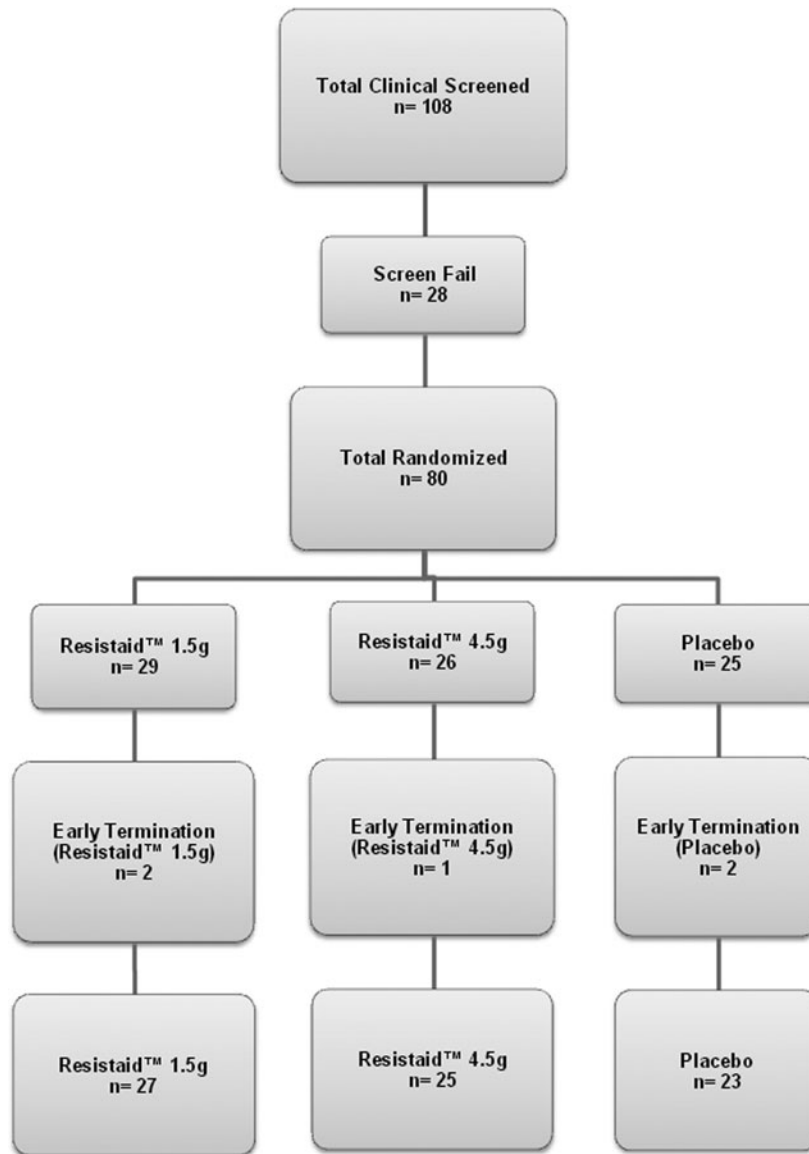 Total Clinical Screened
n= 108
Screen Fail
n= 28
Total Randomized
n= 80
Resistaid™ 1.5g
n= 29
Resistaid™ 4.5g
n= 26
Placebo
n= 25
Early Termination
(Resistaid™ 1.5g)
n= 2
Early Termination
(Resistaid™ 4.5g)
n= 1
Early Termination
(Placebo)
n= 2
Resistaid™ 1.5g
n= 27
Resistaid™ 4.5g
n= 25
Placebo
n= 23